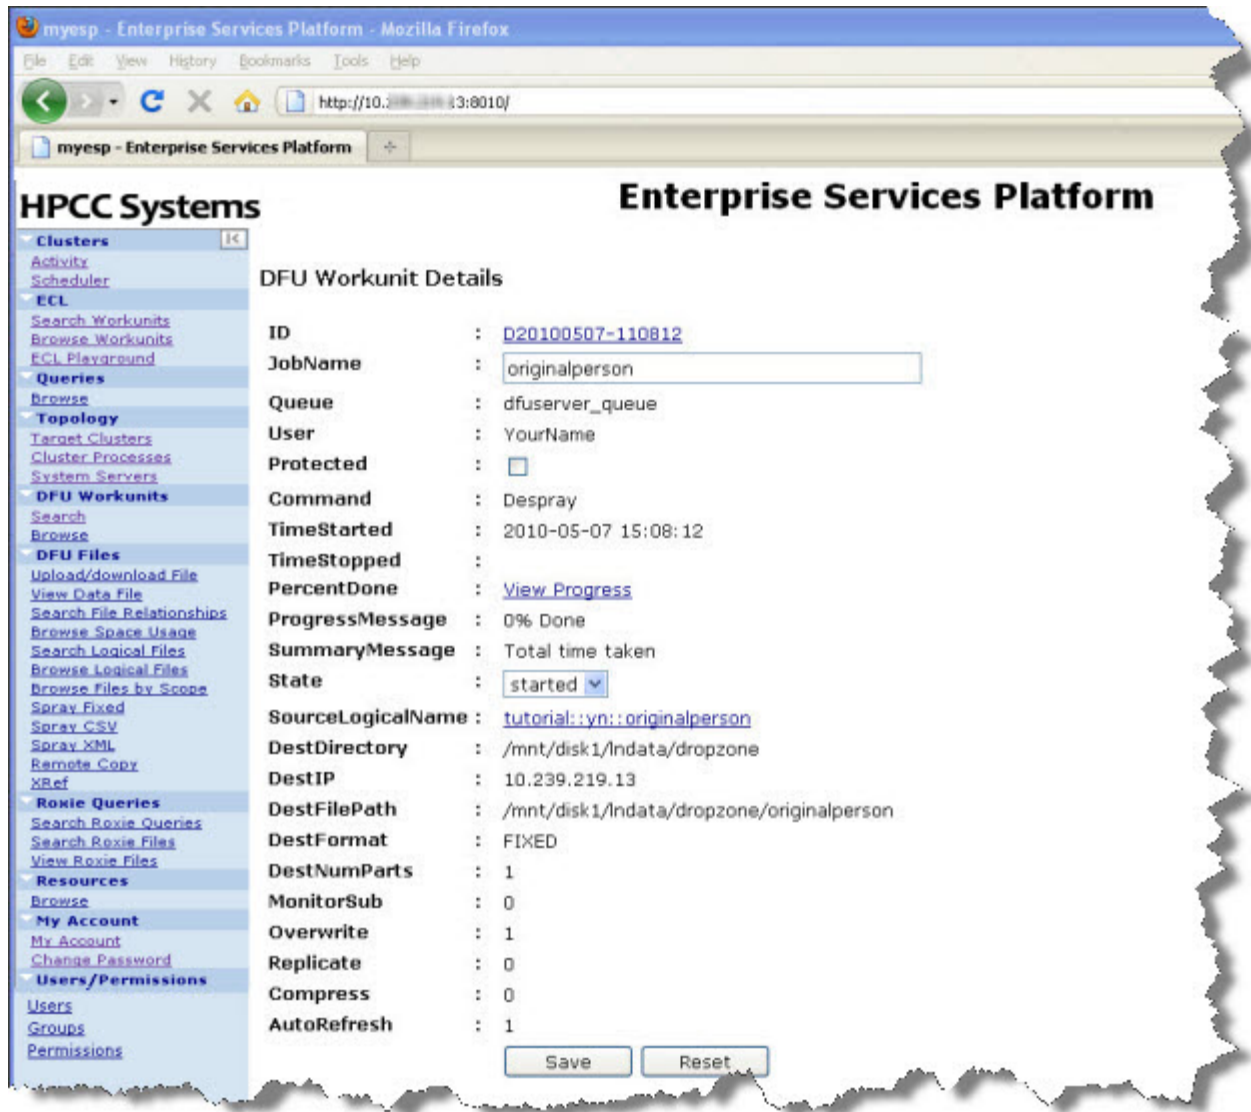 myesp - Enterprise Services Platform - Mozilla Firefox
File Edit View History Bookmarks Tools Help
http://10. 3:8010/
myesp - Enterprise Services Platform
HPCC Systems
Enterprise Services Platform
Clusters
Activity
Scheduler
ECL
Search Workunits
Browse Workunits
ECL Playground
Queries
Browse
Topology
Target Clusters
Cluster Processes
System Servers
DFU Workunits
Search
Browse
DFU Files
Upload/download File
View Data File
Search File Relationships
Browse Space Usage
Search Logical Files
Browse Logical Files
Browse Files by Scope
Spray Fixed
Spray CSV
Spray XML
Remote Copy
XRef
Roxie Queries
Search Roxie Queries
Search Roxie Files
View Roxie Files
Resources
Browse
My Account
My Account
Change Password
Users/Permissions
Users
Groups
Permissions
DFU Workunit Details
ID : D20100507-110812
JobName : originalperson
Queue : dfuserver_queue
User : YourName
Protected :
Command : Despray
TimeStarted : 2010-05-07 15:08:12
TimeStopped :
PercentDone : View Progress
ProgressMessage : 0% Done
SummaryMessage : Total time taken
State : started
SourceLogicalName : tutorial::yn::originalperson
DestDirectory : /mnt/disk1/lndata/dropzone
DestIP : 10.239.219.13
DestFilePath : /mnt/disk1/lndata/dropzone/originalperson
DestFormat : FIXED
DestNumParts : 1
MonitorSub : 0
Overwrite : 1
Replicate : 0
Compress : 0
AutoRefresh : 1
Save Reset